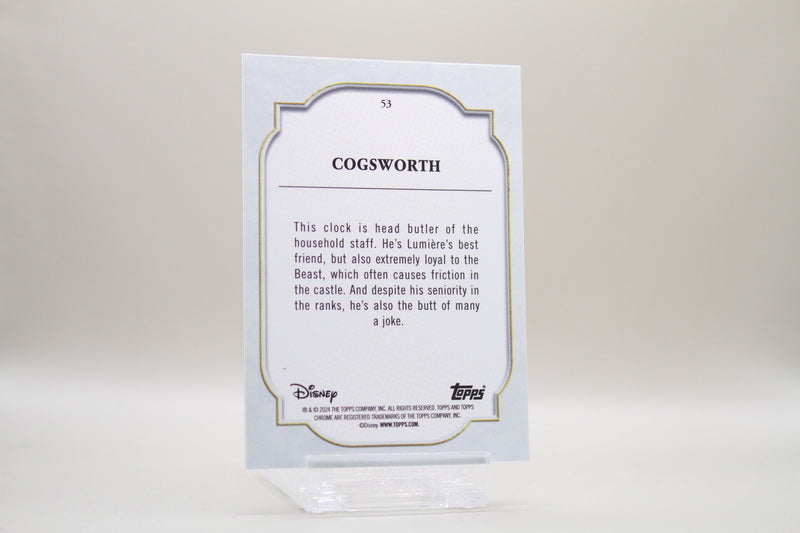 53
COGSWORTH
This clock is head butler of the
household staff. He's Lumière's best
friend, but also extremely loyal to the
Beast, which often causes friction in
the castle. And despite his seniority in
the ranks, he's also the butt of many
a joke.
Disney
topps®
® & © 2024 THE TOPPS COMPANY, INC. ALL RIGHTS RESERVED. TOPPS AND TOPPS
CHROME ARE REGISTERED TRADEMARKS OF THE TOPPS COMPANY, INC.
©Disney WWW.TOPPS.COM.